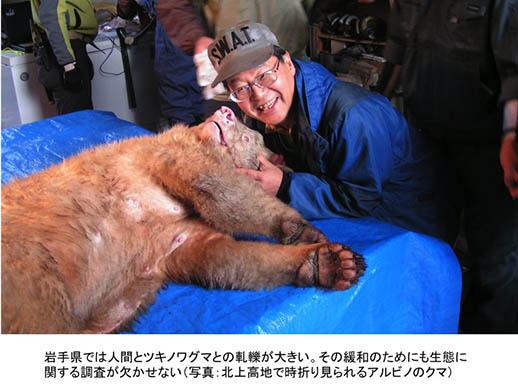 S.W.A.T.
岩手県では人間とツキノワグマとの軋轢が大きい。その緩和のためにも生態に
関する調査が欠かせない（写真：北上高地で時折り見られるアルビノのクマ）